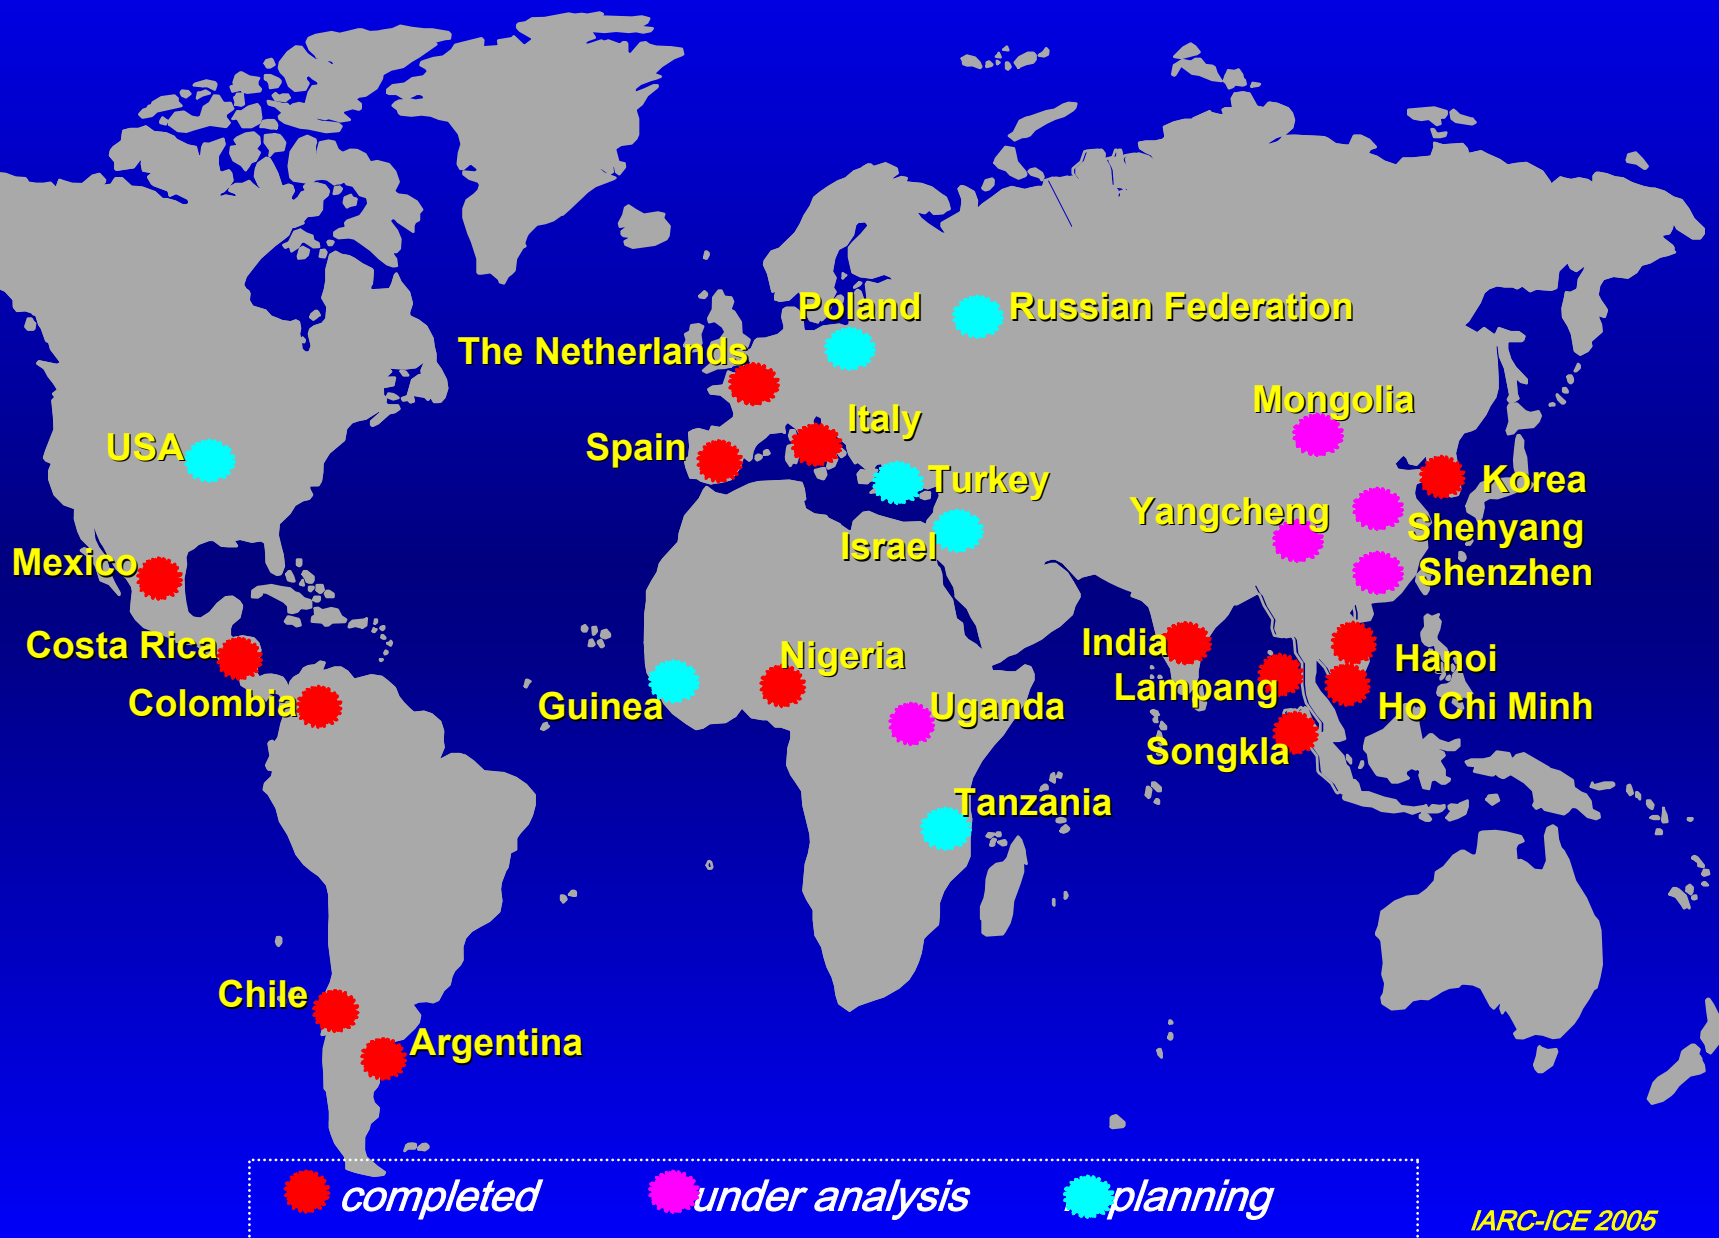 Poland
Russian Federation
The Netherlands
Mongolia
Italy
USA
Spain
Turkey
Korea
Yangcheng
Shenyang
Israel
Mexico
Shenzhen
Costa Rica
Nigeria
India
Hanoi
Lampang
Colombia
Guinea
Uganda
Ho Chi Minh
Songkla
Tanzania
Chile
Argentina
completed
under analysis
planning
IARC-ICE 2005